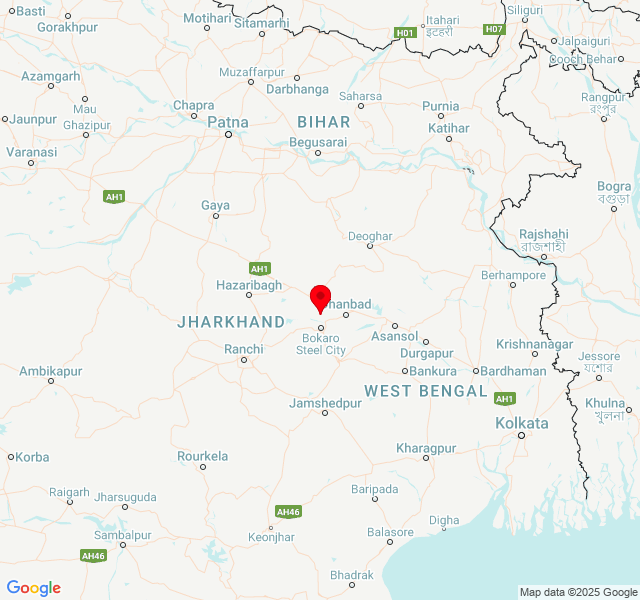 Basti
Gorakhpur
Motihari
Sitamarhi
Itahari
इटहरी
Siliguri
H01
H07
Jalpaiguri
Cooch Behar
Azamgarh
Muzaffarpur
Darbhanga
Mau
Chapra
Saharsa
Purnia
Rangpur
রংপুর
Jaunpur
Ghazipur
Patna
BIHAR
Katihar
Begusarai
Varanasi
AH1
Bogra
বগুড়া
Gaya
Deoghar
Rajshahi
রাজশাহী
AH1
Hazaribagh
Berhampore
hanbad
JHARKHAND
Bokaro
Steel City
Asansol
Durgapur
Krishnanagar
Ranchi
Jessore
যশোর
Ambikapur
Bankura
Bardhaman
WEST BENGAL
AH1
Jamshedpur
Khulna
খুলনা
Kolkata
Kharagpur
Korba
Rourkela
Raigarh
Jharsuguda
Baripada
AH46
Digha
Keonjhar
Sambalpur
Balasore
AH46
Bhadrak
Google
Map data ©2025 Google